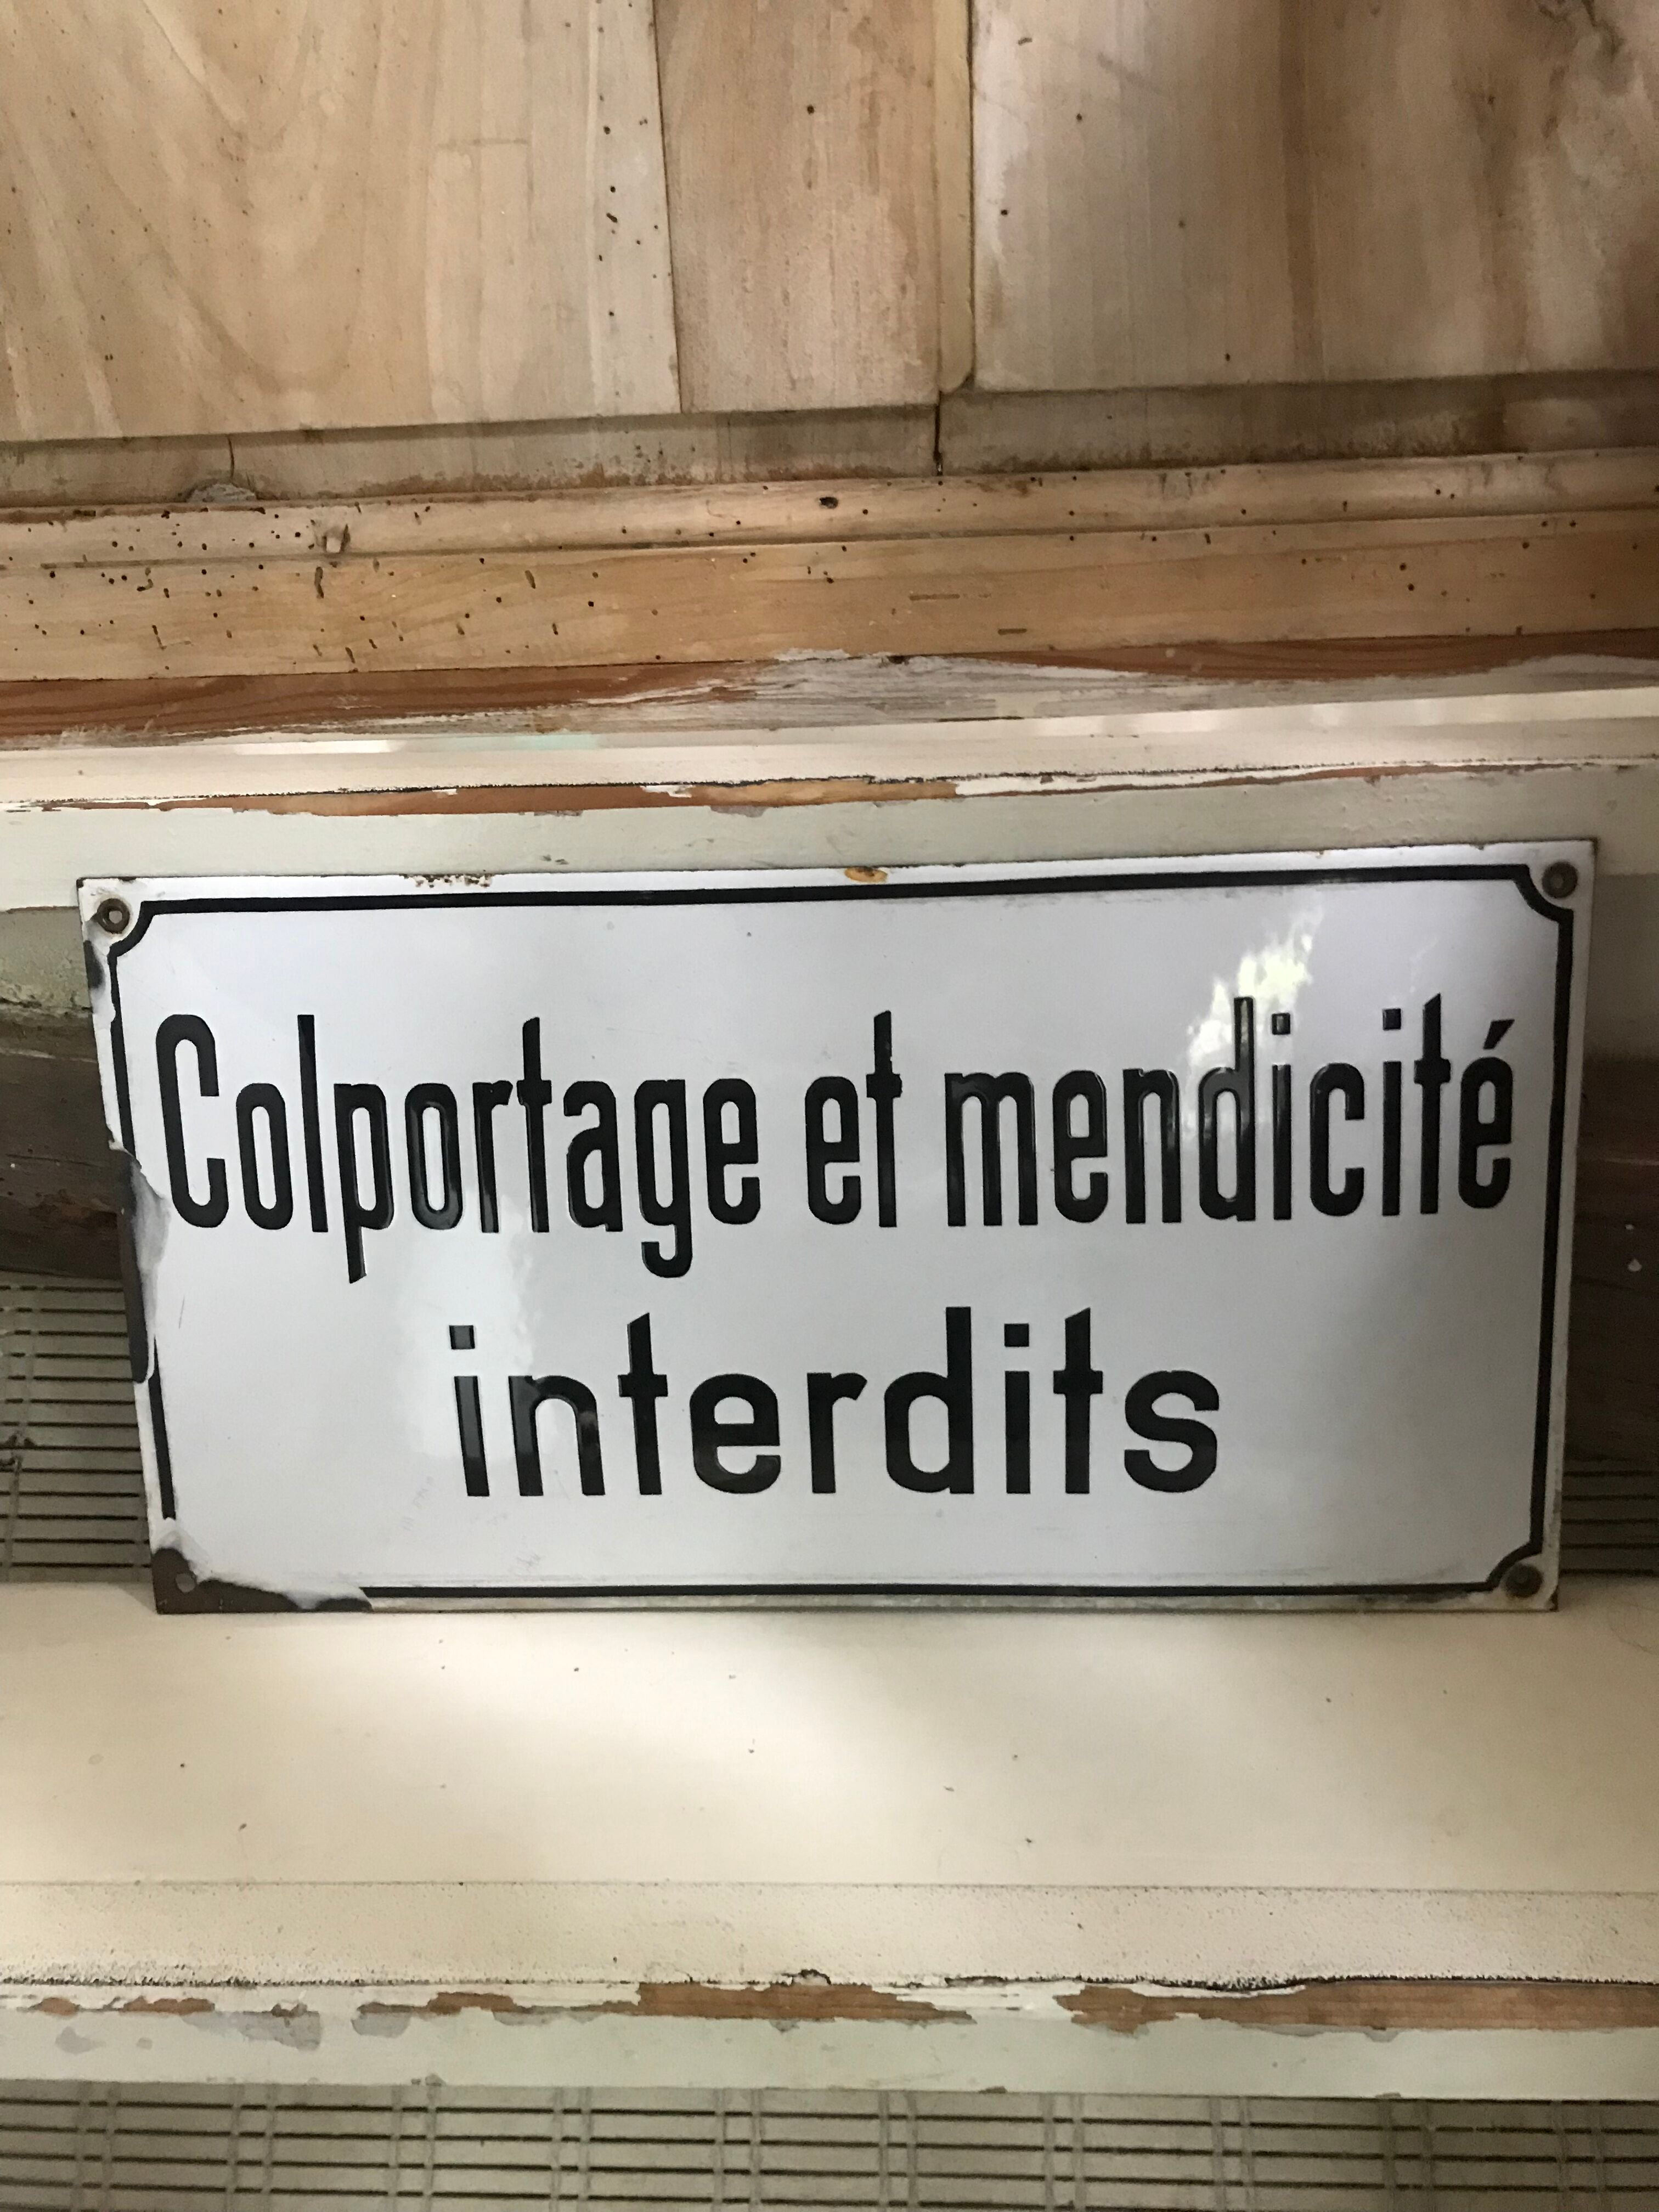 Colportage et mendicité
interdits